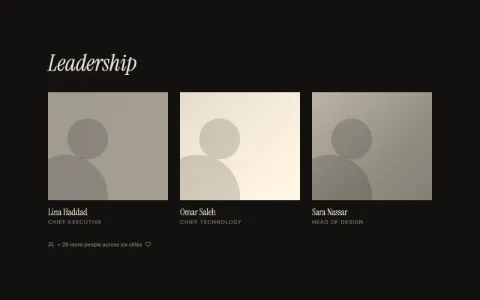 Leadership
Lina Haddad
CHIEF EXECUTIVE
Omar Saleh
CHIEF TECHNOLOGY
Sara Nassar
HEAD OF DESIGN
+ 28 more people across six cities